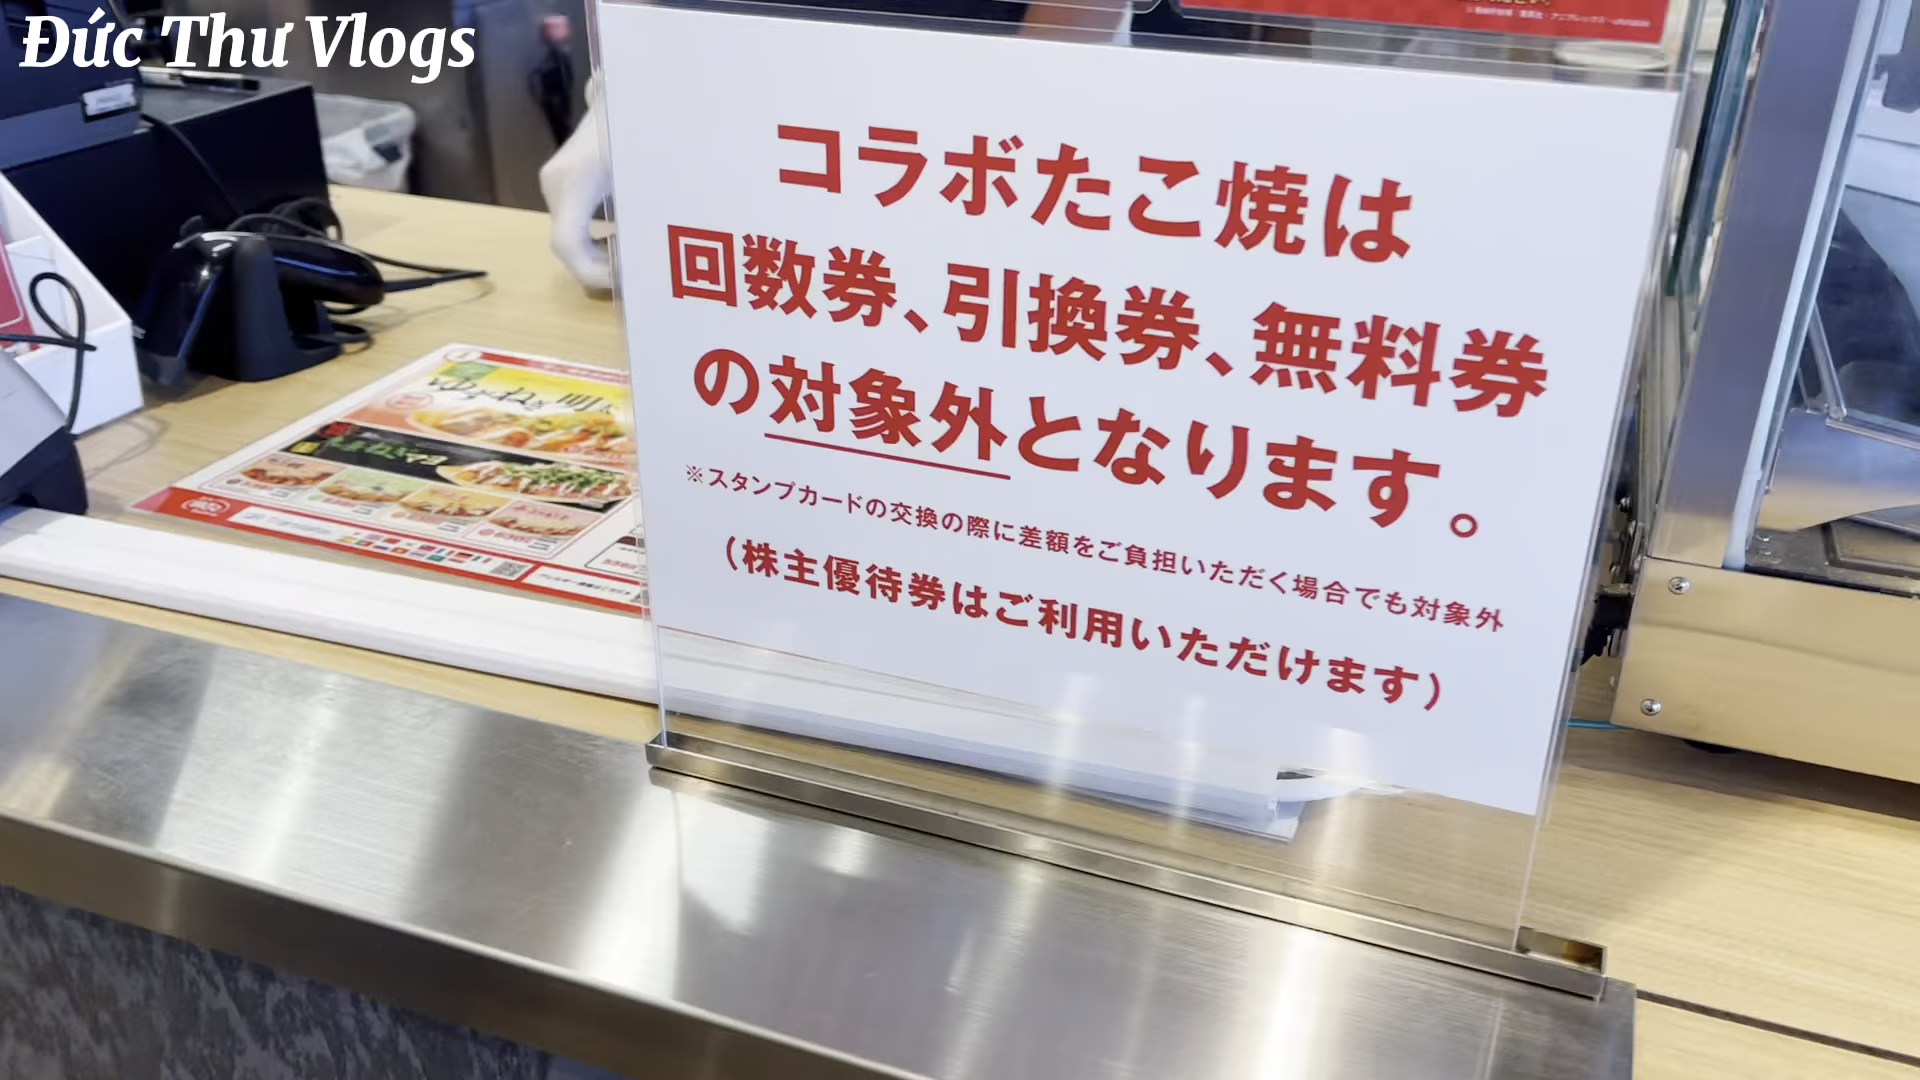 Đức Thư Vlogs
コラボたこ焼は
回数券、引換券、無料券
の対象外となります。
※スタンプカードの交換の際に差額をご負担いただく場合でも対象外
（株主優待券はご利用いただけます）